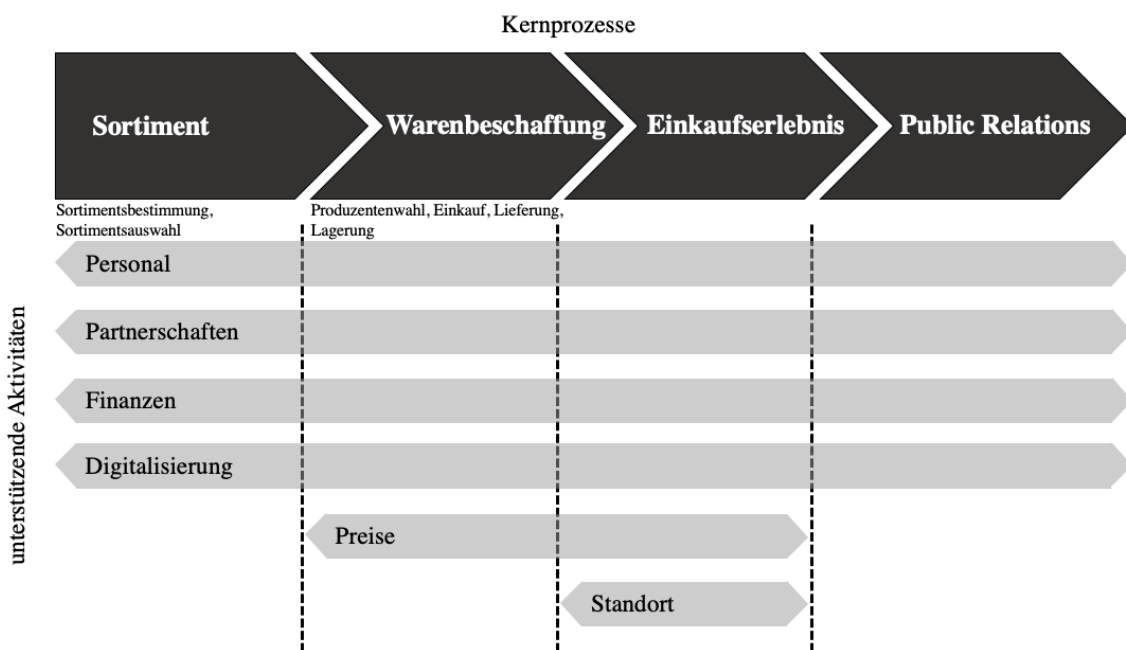 Kernprozesse
Sortiment
Warenbeschaffung
Einkaufserlebnis
Public Relations
Sortimentsbestimmung,
Sortimentsauswahl
Produzentenwahl, Einkauf, Lieferung,
Lagerung
unterstützende Aktivitäten
Personal
Partnerschaften
Finanzen
Digitalisierung
Preise
Standort